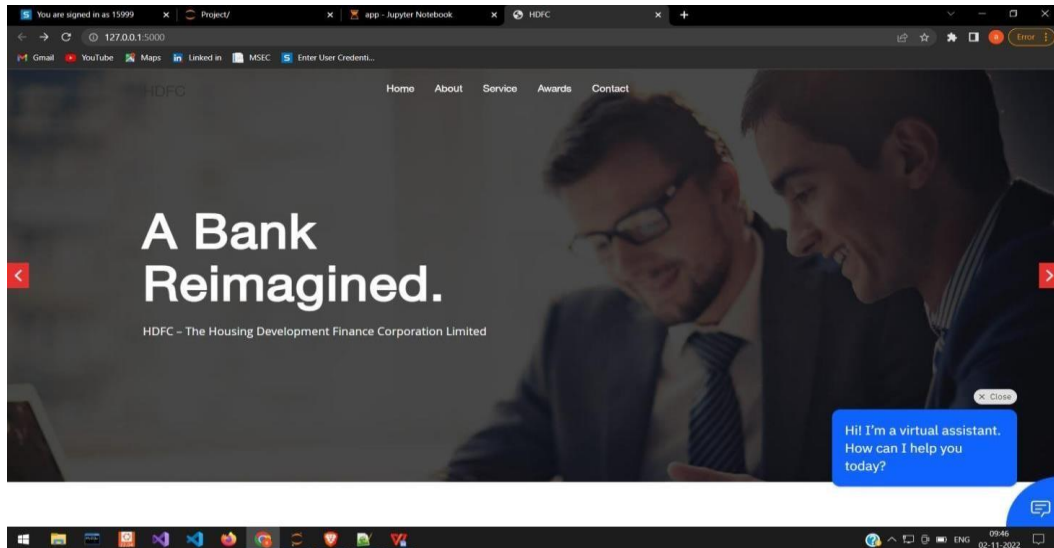 You are signed in as 15999
Project/
app - Jupyter Notebook
HDFC
127.0.0.1:5000
Error
Gmail
YouTube
Maps
Linked in
MSEC
Enter User Credenti...
HDFC
Home
About
Service
Awards
Contact
A Bank
Reimagined.
HDFC – The Housing Development Finance Corporation Limited
× Close
Hi! I'm a virtual assistant.
How can I help you
today?
ENG
09:46
02-11-2022